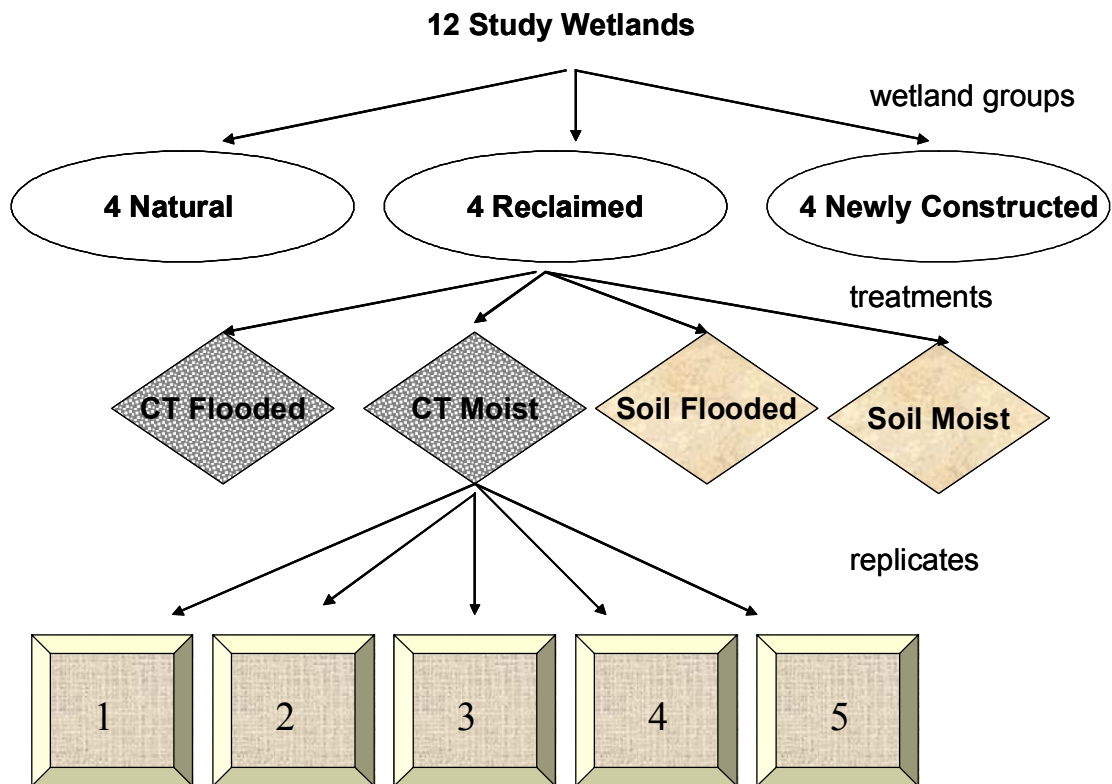 12 Study Wetlands
wetland groups
4 Natural
4 Reclaimed
4 Newly Constructed
treatments
CT Flooded
CT Moist
Soil Flooded
Soil Moist
replicates
1
2
3
4
5